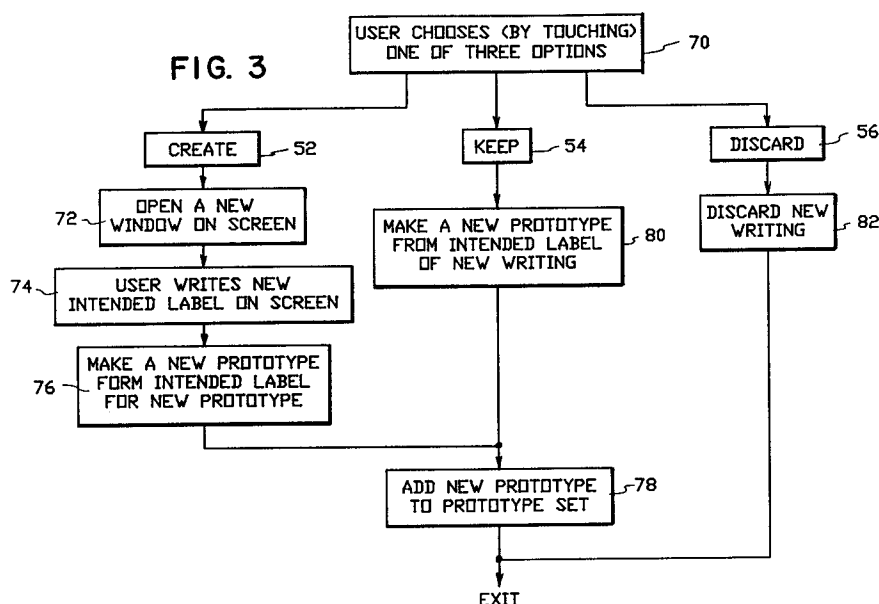 USER CHOOSES (BY TOUCHING)
ONE OF THREE OPTIONS
70
FIG. 3
CREATE
52
KEEP
54
DISCARD
56
72
OPEN A NEW
WINDOW ON SCREEN
MAKE A NEW PROTOTYPE
FROM INTENDED LABEL
OF NEW WRITING
80
DISCARD NEW
WRITING
82
74
USER WRITES NEW
INTENDED LABEL ON SCREEN
76
MAKE A NEW PROTOTYPE
FORM INTENDED LABEL
FOR NEW PROTOTYPE
ADD NEW PROTOTYPE
TO PROTOTYPE SET
78
EXIT